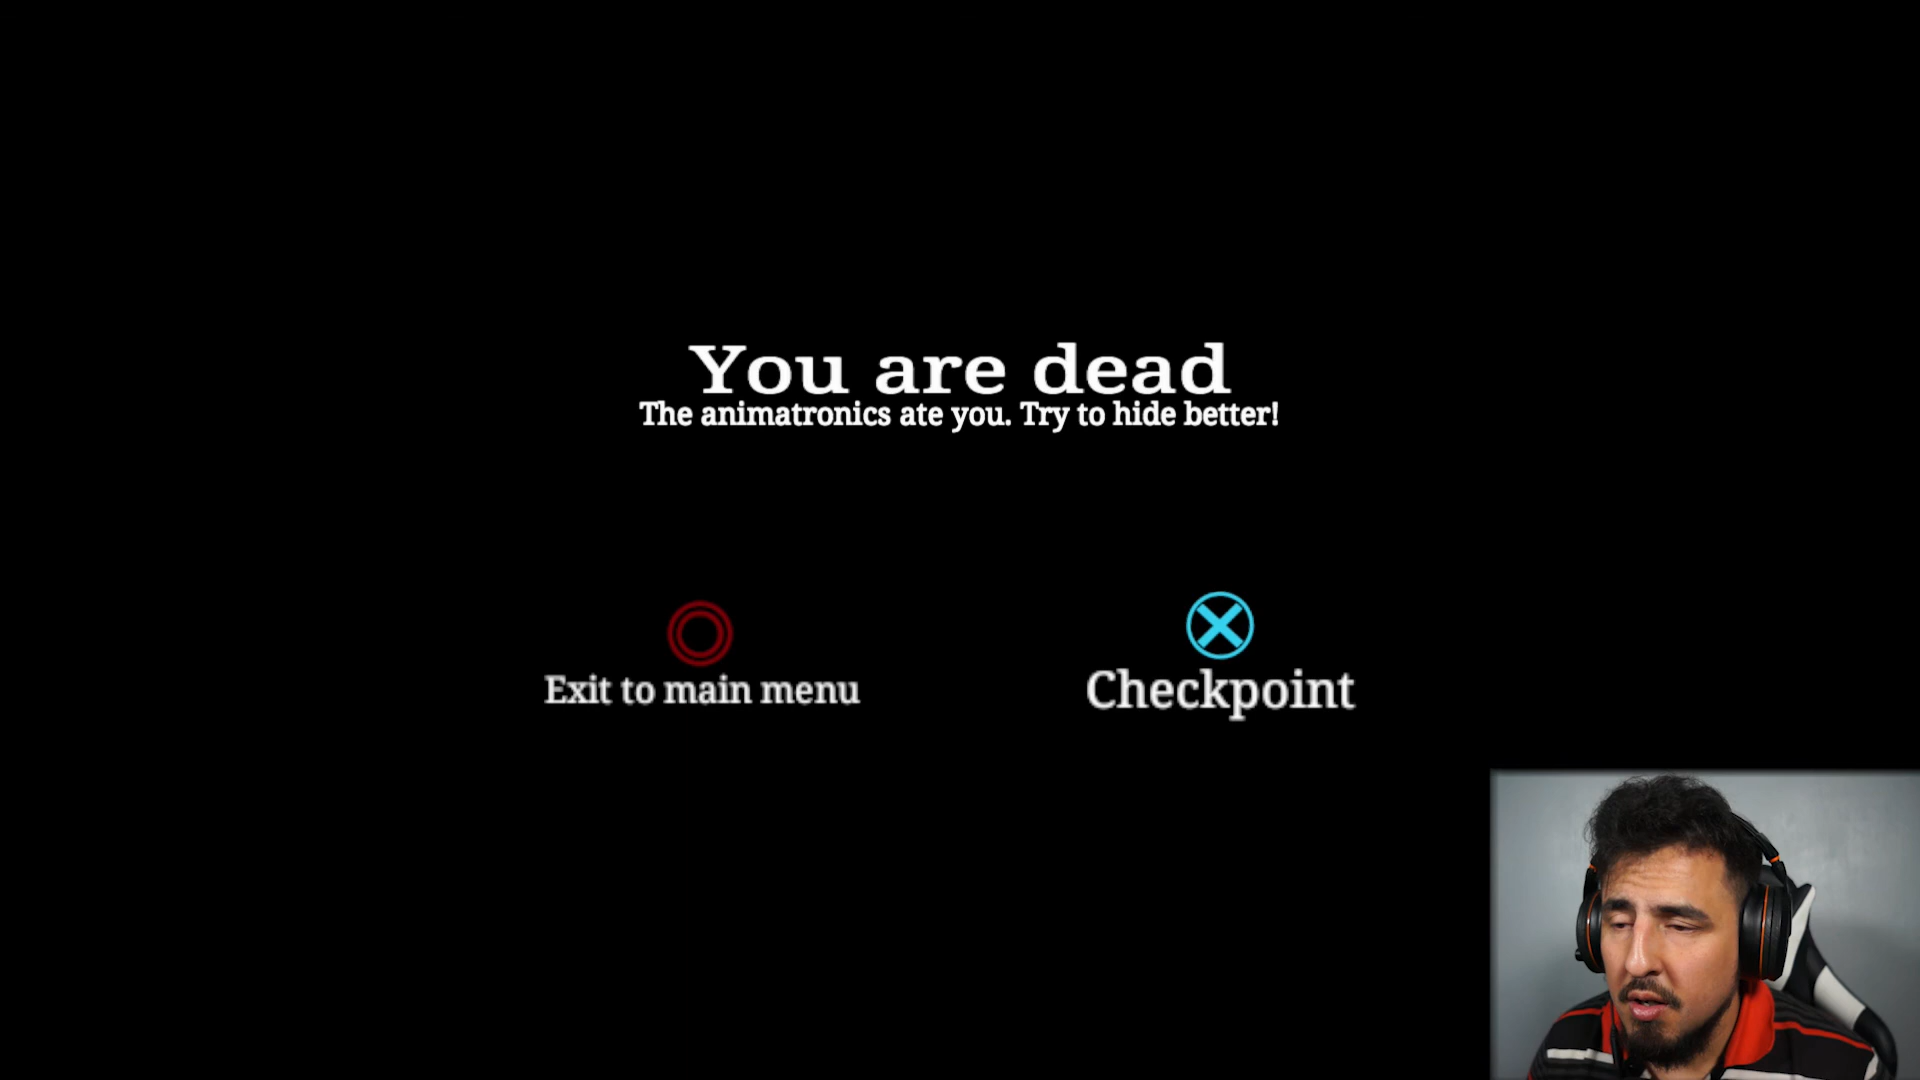 You are dead
The animatronics ate you. Try to hide better!
Exit to main menu
Checkpoint